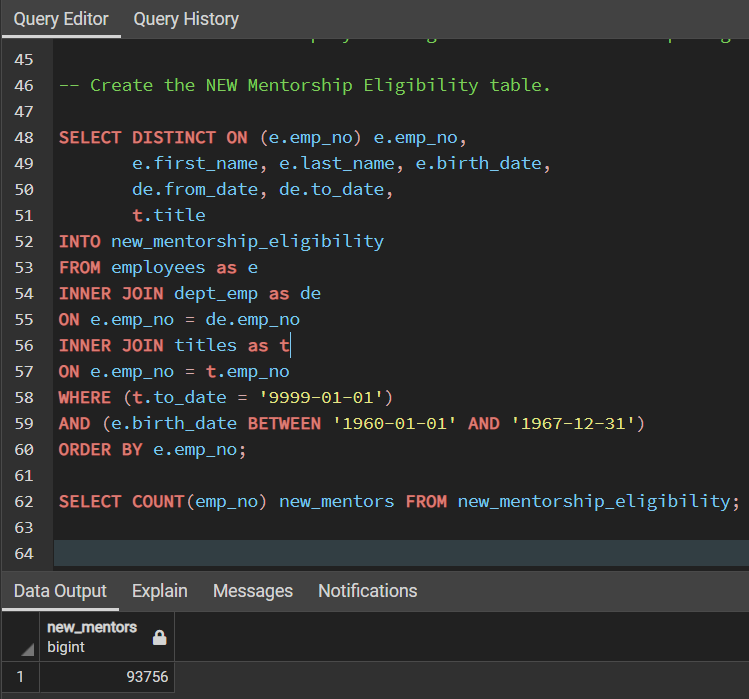 Query Editor Query History
45
46 -- Create the NEW Mentorship Eligibility table.
47
48 SELECT DISTINCT ON (e.emp_no) e.emp_no,
49 e.first_name, e.last_name, e.birth_date,
50 de.from_date, de.to_date,
51 t.title
52 INTO new_mentorship_eligibility
53 FROM employees as e
54 INNER JOIN dept_emp as de
55 ON e.emp_no = de.emp_no
56 INNER JOIN titles as t
57 ON e.emp_no = t.emp_no
58 WHERE (t.to_date = '9999-01-01')
59 AND (e.birth_date BETWEEN '1960-01-01' AND '1967-12-31')
60 ORDER BY e.emp_no;
61
62 SELECT COUNT(emp_no) new_mentors FROM new_mentorship_eligibility;
63
64
Data Output Explain Messages Notifications
new_mentors
bigint
1 93756